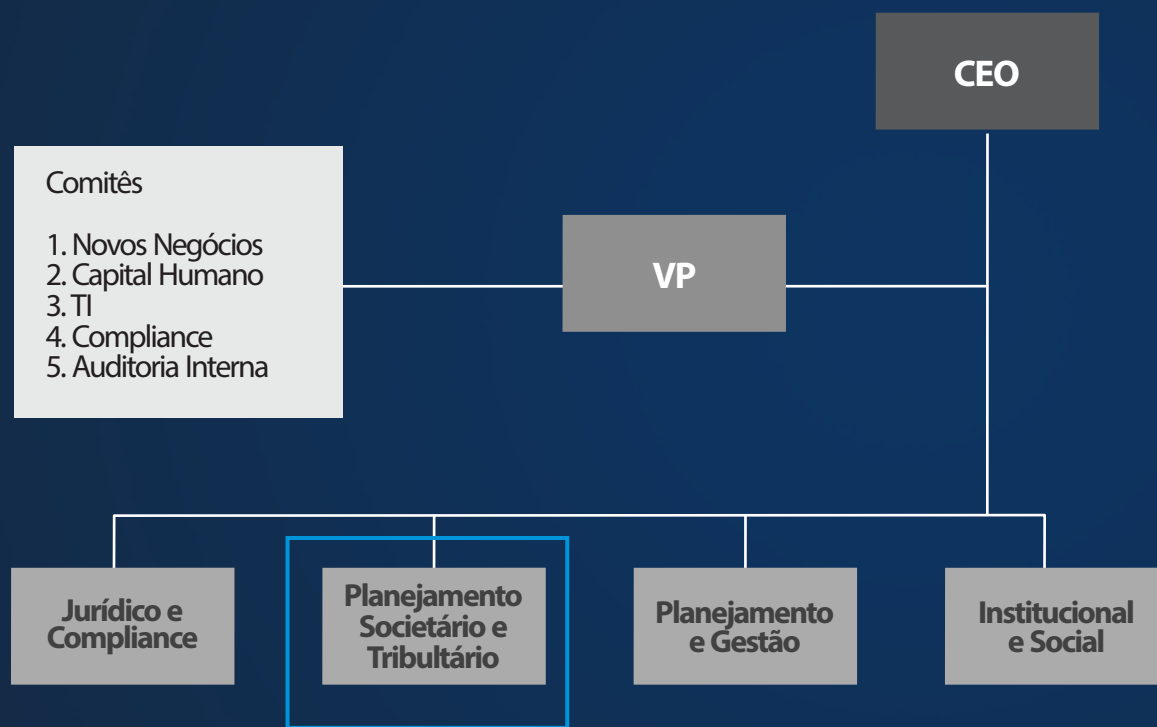 CEO
Comitês
1. Novos Negócios
2. Capital Humano
3. TI
4. Compliance
5. Auditoria Interna
VP
Jurídico e
Compliance
Planejamento
Societário e
Tribultário
Planejamento
e Gestão
Institucional
e Social